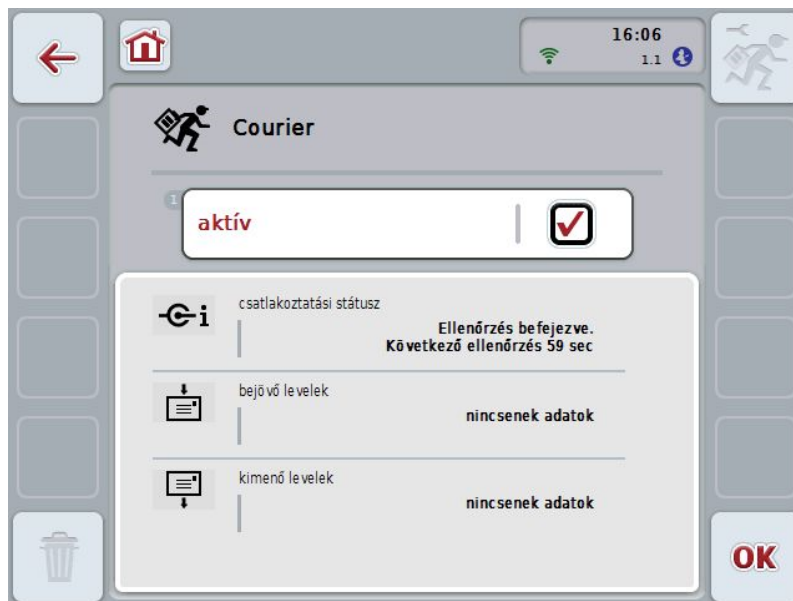 16:06
1.1
Courier
1
aktív
csatlakoztatási státusz
Ellenőrzés befejezve.
Következő ellenőrzés 59 sec
bejövő levelek
nincsenek adatok
kimenő levelek
nincsenek adatok
OK